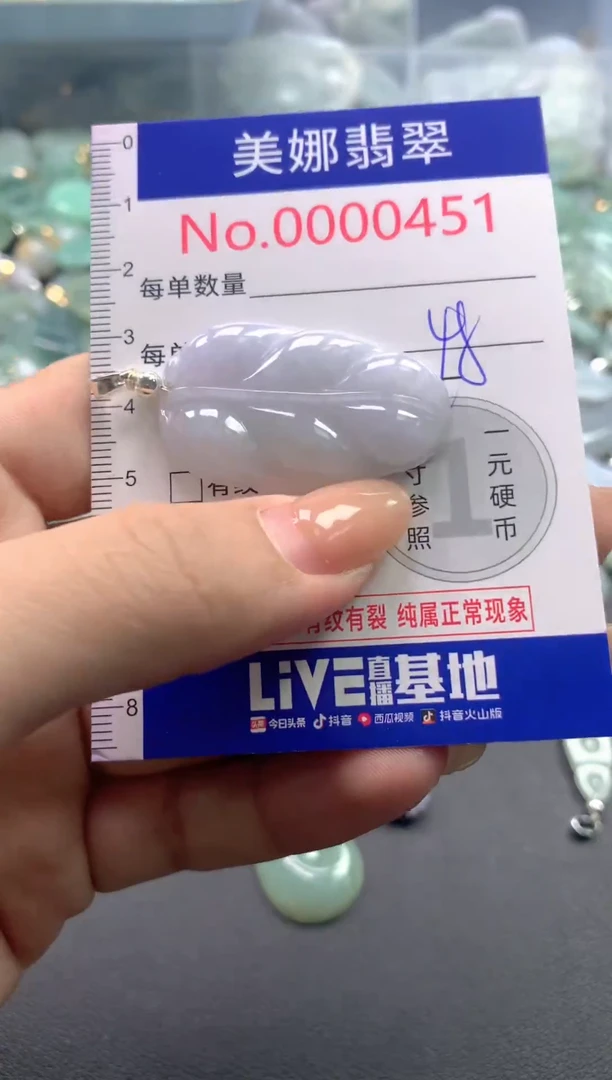 美娜翡翠
No.0000451
每单数量
每单
有纹
寸参照
一元硬币
1
有纹有裂 纯属正常现象
LiVE直播基地
今日头条 抖音 西瓜视频 抖音火山版
0
1
2
3
4
5
8